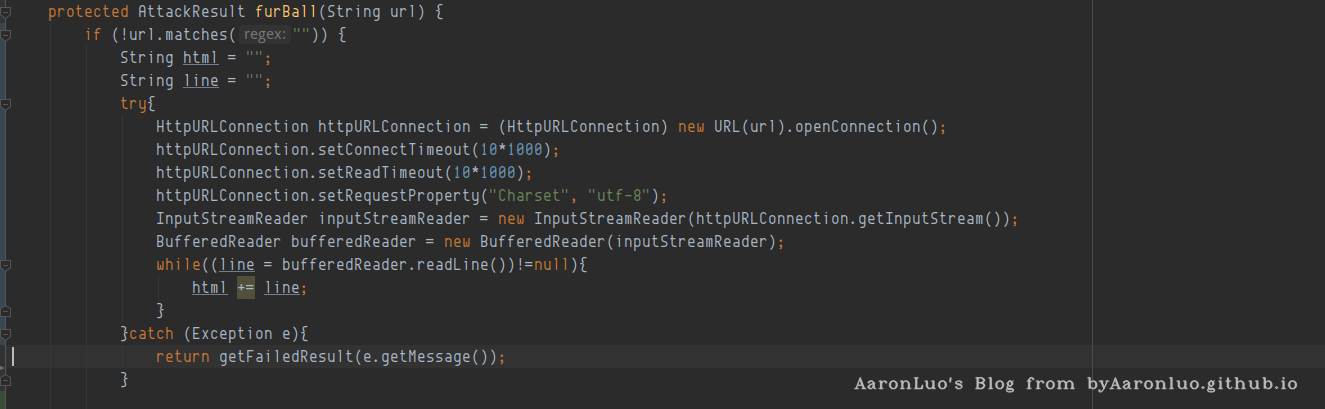 protected AttackResult furBall(String url) {
if (!url.matches( regex: "")) {
String html = "";
String line = "";
try{
HttpURLConnection httpURLConnection = (HttpURLConnection) new URL(url).openConnection();
httpURLConnection.setConnectTimeout(10*1000);
httpURLConnection.setReadTimeout(10*1000);
httpURLConnection.setRequestProperty("Charset", "utf-8");
InputStreamReader inputStreamReader = new InputStreamReader(httpURLConnection.getInputStream());
BufferedReader bufferedReader = new BufferedReader(inputStreamReader);
while((line = bufferedReader.readLine())!=null){
html += line;
}
}catch (Exception e){
return getFailedResult(e.getMessage());
}
AaronLuo's Blog from byAaronluo.github.io